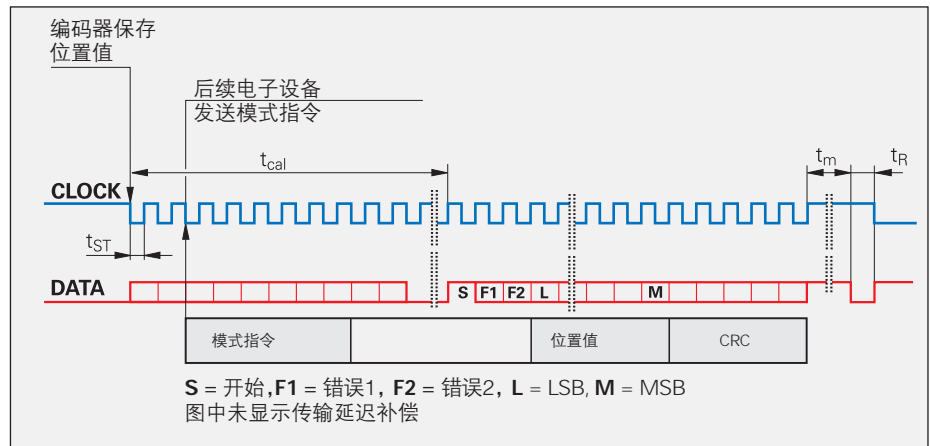 编码器保存
位置值
后续电子设备
发送模式指令
tcal
tm
tR
CLOCK
tST
DATA
S F1 F2 L M
模式指令
位置值
CRC
S = 开始,F1 = 错误1, F2 = 错误2, L = LSB, M = MSB
图中未显示传输延迟补偿